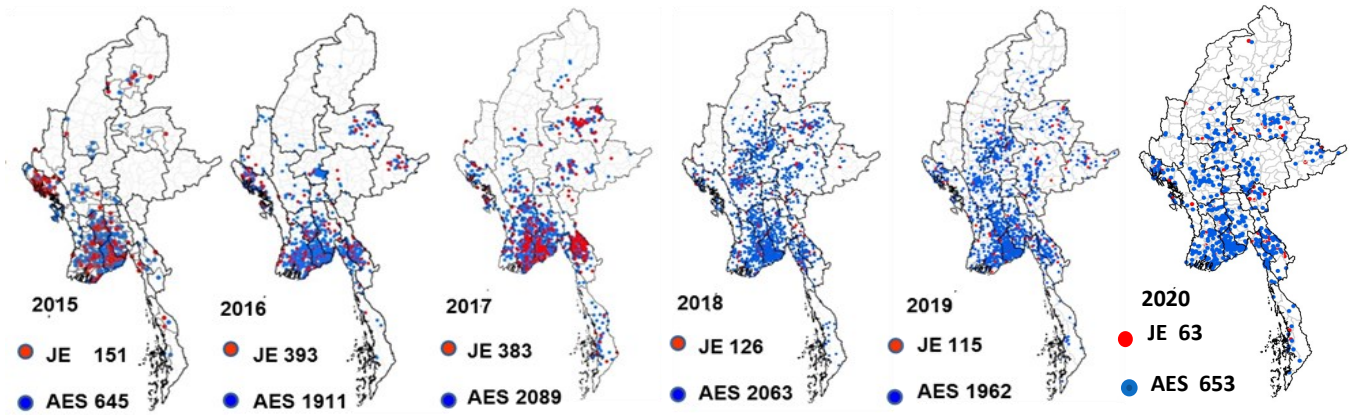 2015
JE 151
AES 645
2016
JE 393
AES 1911
2017
JE 383
AES 2089
2018
JE 126
AES 2063
2019
JE 115
AES 1962
2020
JE 63
AES 653